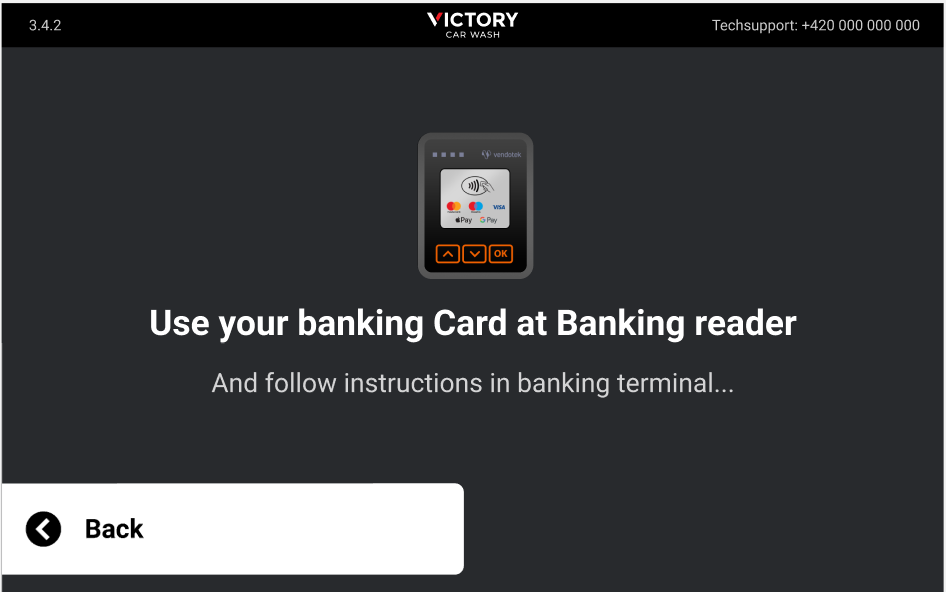 3.4.2
VICTORY
CAR WASH
Techsupport: +420 000 000 000
vendotek
VISA
Pay
G Pay
OK
Use your banking Card at Banking reader
And follow instructions in banking terminal...
Back